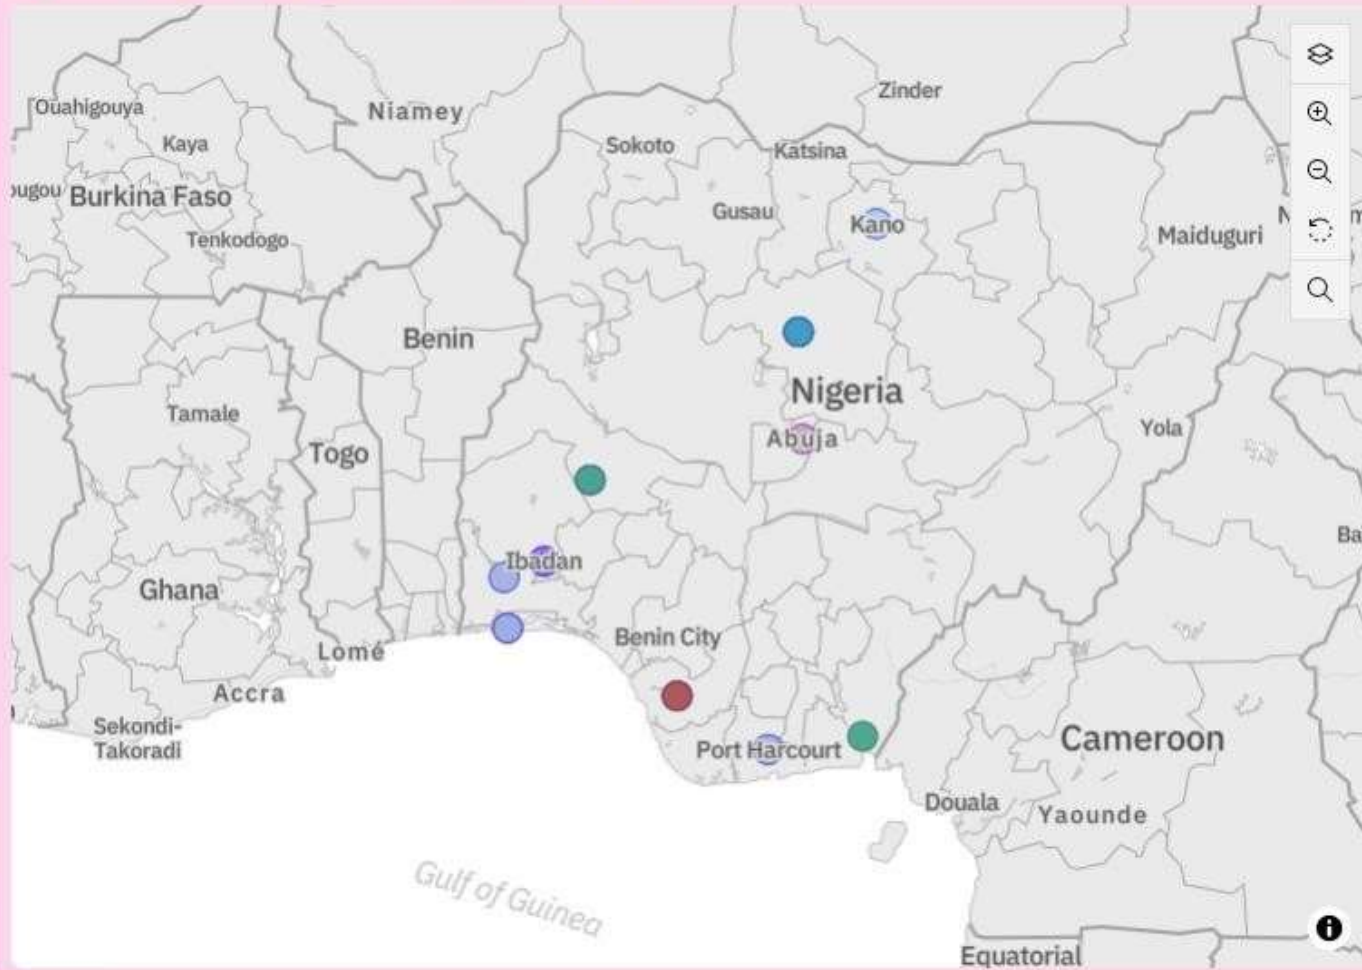 Zinder
Ouahigouya
Niamey
Kaya
Sokoto
Katsina
Burkina Faso
Gusau
Kano
Tenkodogo
Maiduguri
Benin
Nigeria
Tamale
Abuja
Yola
Togo
Ibadan
Ghana
Benin City
Lomé
Accra
Sekondi-
Takoradi
Port Harcourt
Cameroon
Douala
Yaounde
Gulf of Guinea
Equatorial